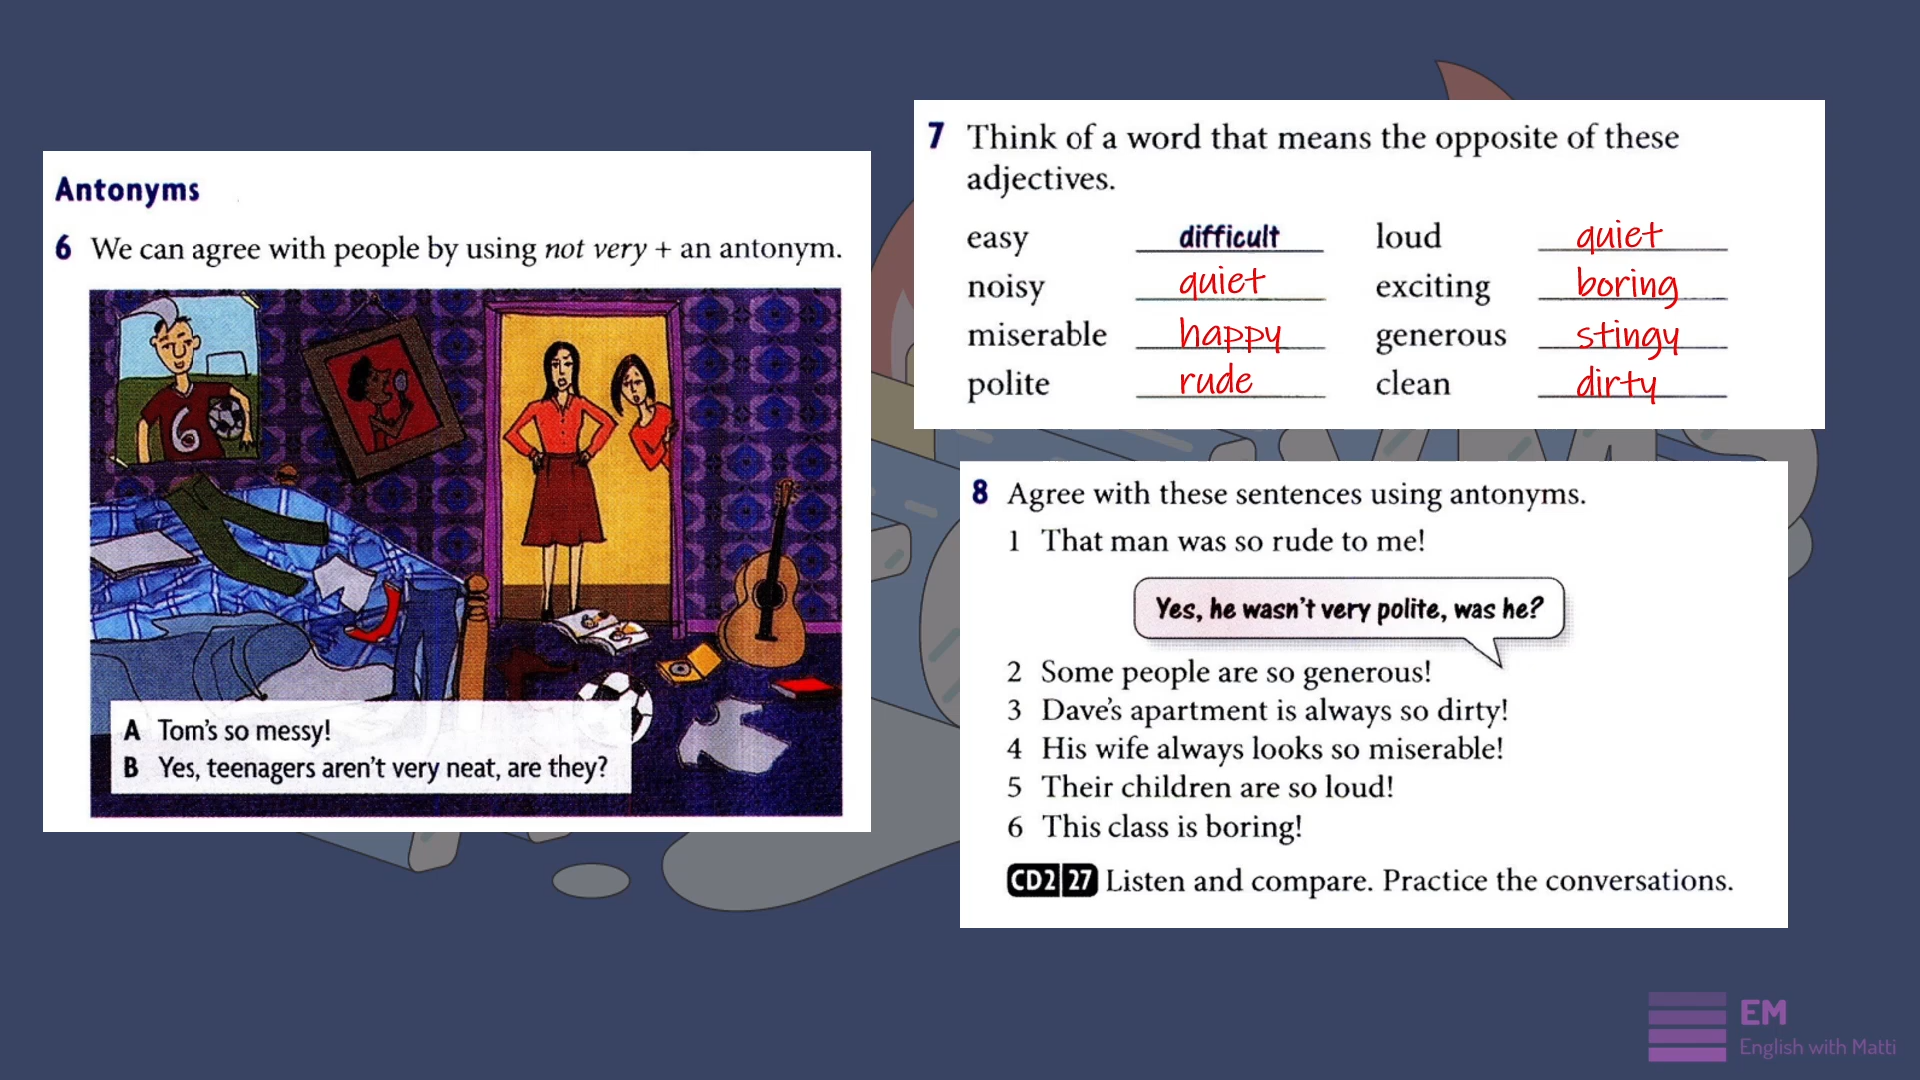 Antonyms
6 We can agree with people by using not very + an antonym.
6
A Tom's so messy!
B Yes, teenagers aren't very neat, are they?
7 Think of a word that means the opposite of these
adjectives.
easy difficult loud quiet
noisy quiet exciting boring
miserable happy generous stingy
polite rude clean dirty
8 Agree with these sentences using antonyms.
1 That man was so rude to me!
Yes, he wasn't very polite, was he?
2 Some people are so generous!
3 Dave's apartment is always so dirty!
4 His wife always looks so miserable!
5 Their children are so loud!
6 This class is boring!
CD2 27 Listen and compare. Practice the conversations.
EM
English with Matti